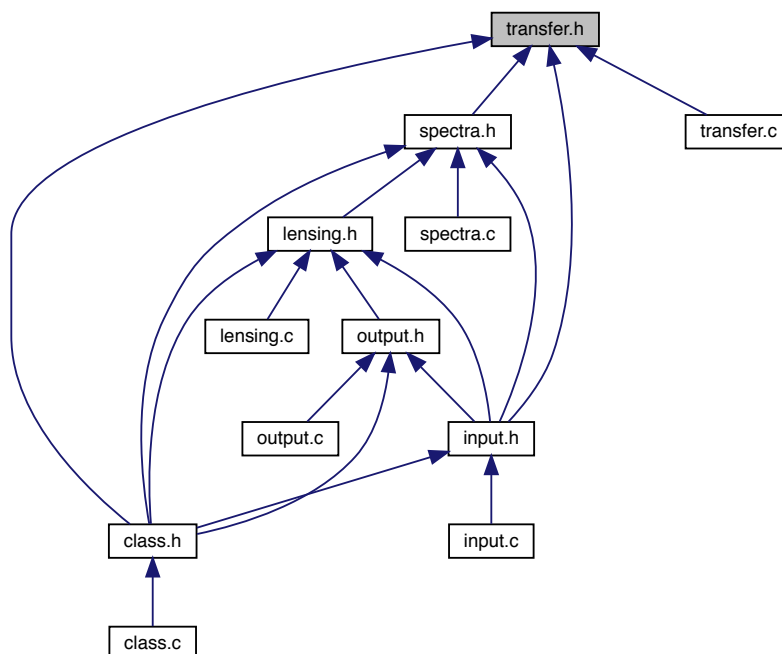 transfer.h
spectra.h
transfer.c
lensing.h
spectra.c
lensing.c
output.h
output.c
input.h
class.h
input.c
class.c